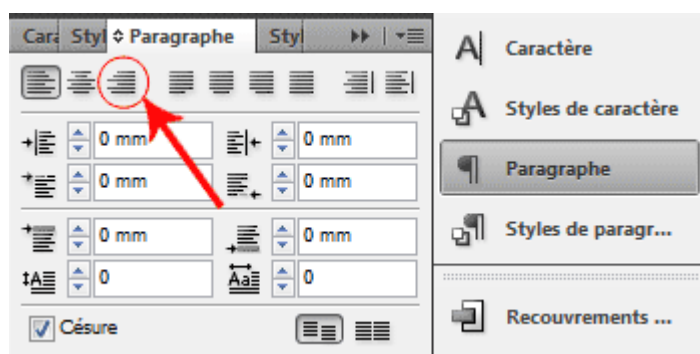 Cara Styl Paragraphe Styl
0 mm 0 mm
0 mm 0 mm
0 mm 0 mm
0 0
Césure
Caractère
Styles de caractère
Paragraphe
Styles de paragr...
Recouvrements ...